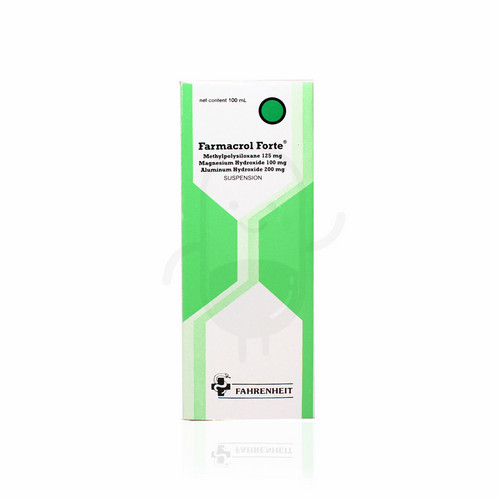 net content 100 mL
Farmacrol Forte®
Methylpolysiloxane 125 mg
Magnesium Hydroxide 100 mg
Aluminum Hydroxide 200 mg
SUSPENSION
FAHRENHEIT